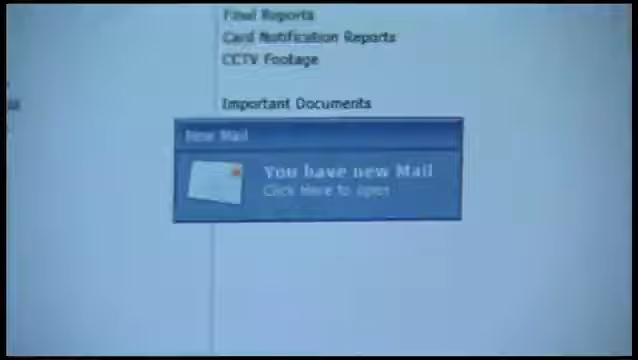 Final Reports
Card Notification Reports
CCTV Footage
Important Documents
New Mail
You have new Mail
Click Here to open